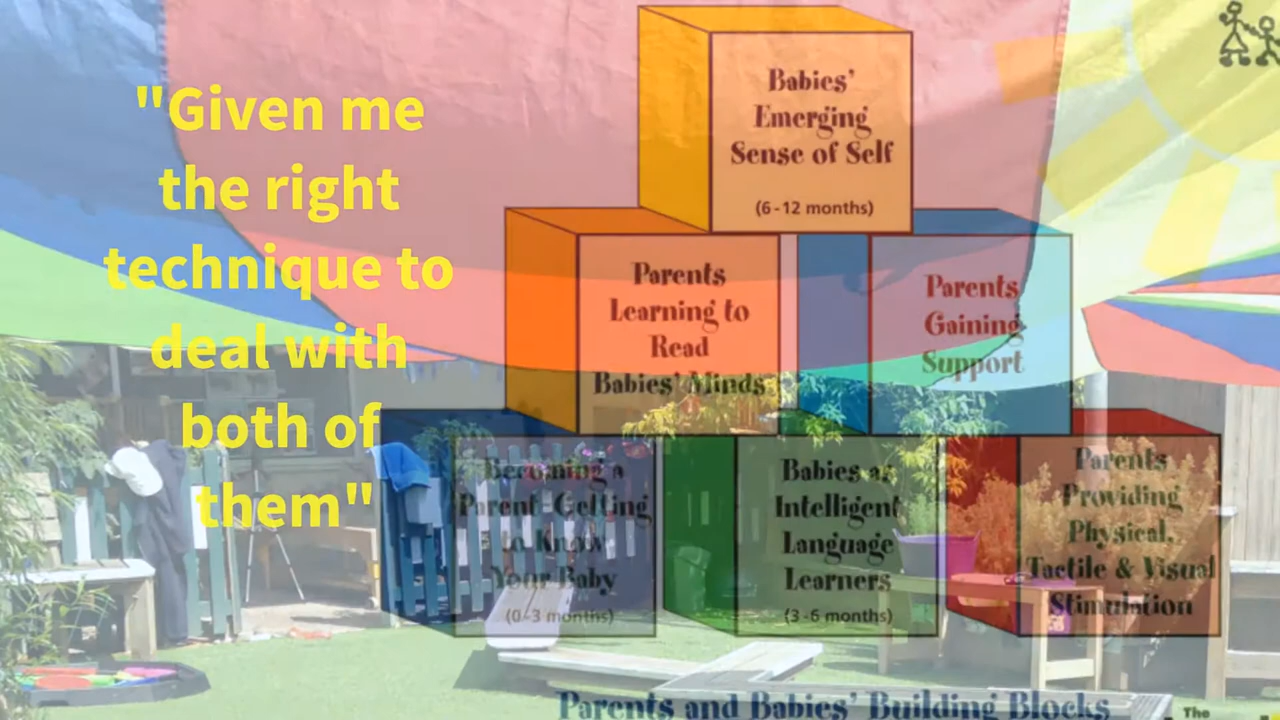 "Given me
the right
technique to
deal with
both of
them"
Babies'
Emerging
Sense of Self
(6-12 months)
Parents
Learning to
Read
Babies' Minds
Parents
Gaining
Support
Becoming a
Parent-Getting
to Know
Your Baby
(0-3 months)
Babies as
Intelligent
Language
Learners
(3-6 months)
Parents
Providing
Physical,
Tactile & Visual
Stimulation
Parents and Babies' Building Blocks
The